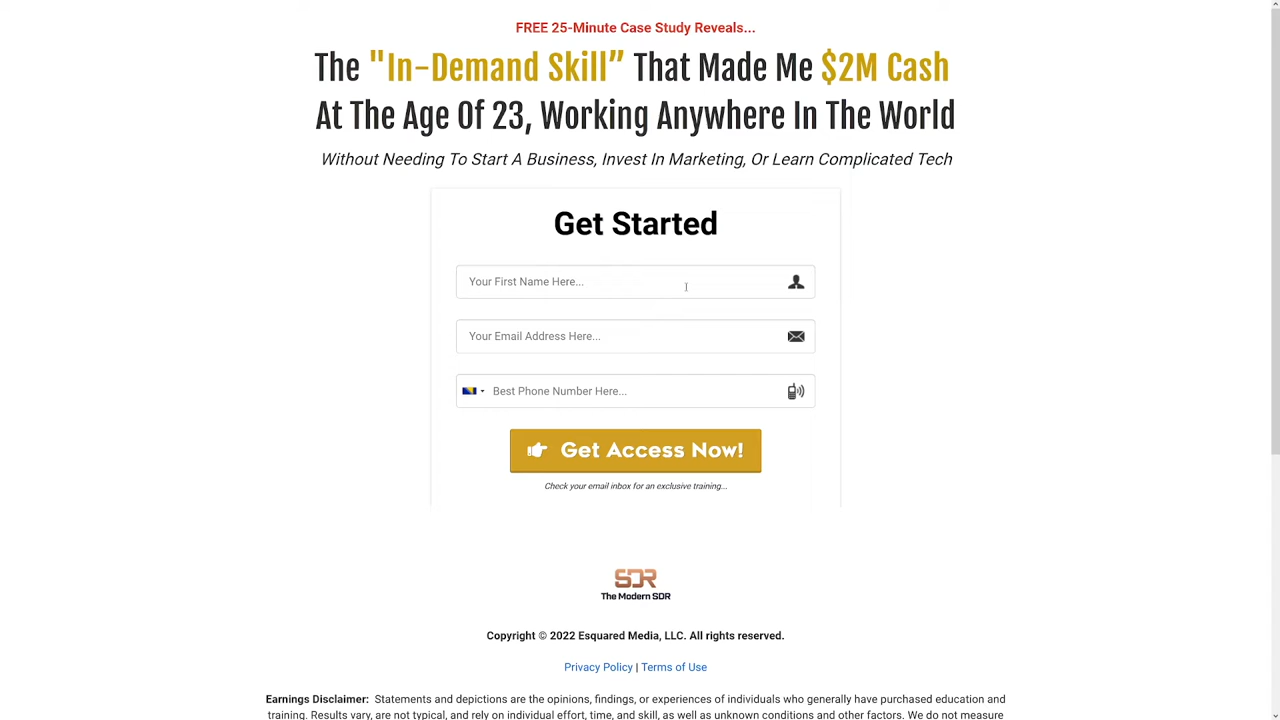 FREE 25-Minute Case Study Reveals...
The "In-Demand Skill” That Made Me $2M Cash
At The Age Of 23, Working Anywhere In The World
Without Needing To Start A Business, Invest In Marketing, Or Learn Complicated Tech
Get Started
Your First Name Here...
Your Email Address Here...
Best Phone Number Here...
Get Access Now!
Check your email inbox for an exclusive training...
SDR
The Modern SDR
Copyright © 2022 Esquared Media, LLC. All rights reserved.
Privacy Policy | Terms of Use
Earnings Disclaimer: Statements and depictions are the opinions, findings, or experiences of individuals who generally have purchased education and
training. Results vary, are not typical, and rely on individual effort, time, and skill, as well as unknown conditions and other factors. We do not measure